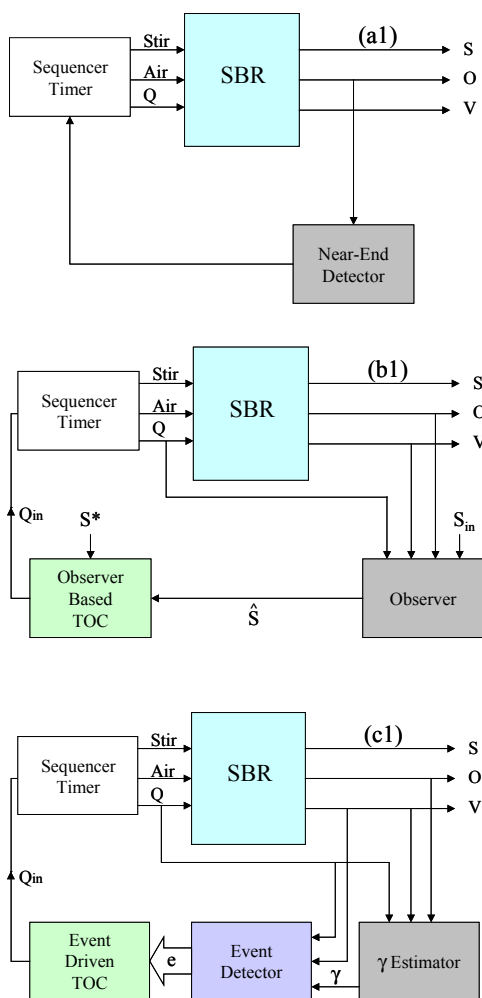 Sequencer
Timer
Stir
Air
Q
SBR
(a1)
S
O
V
Near-End
Detector
Sequencer
Timer
Stir
Air
Q
SBR
(b1)
S
O
V
Qin
S*
Sin
Observer
Based
TOC
Ŝ
Observer
Sequencer
Timer
Stir
Air
Q
SBR
(c1)
S
O
V
Qin
Event
Driven
TOC
e
Event
Detector
γ
γ Estimator